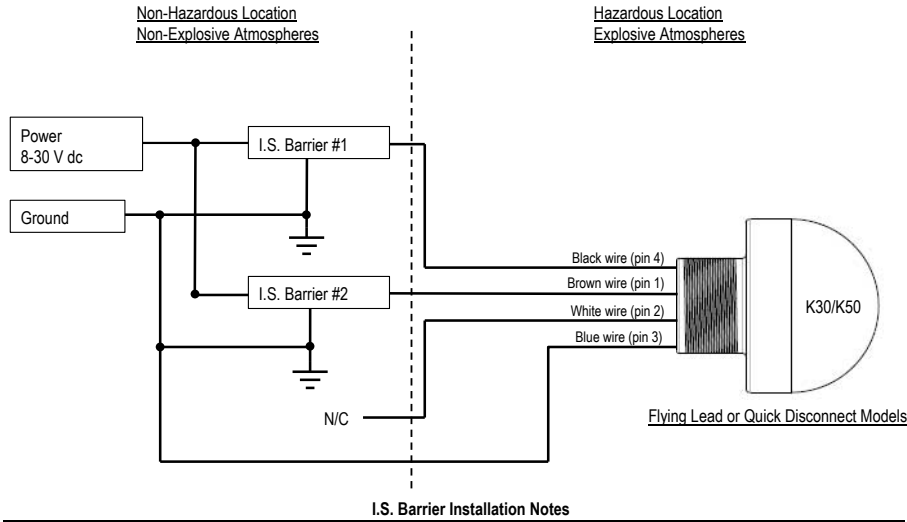 Non-Hazardous Location
Non-Explosive Atmospheres
Hazardous Location
Explosive Atmospheres
Power
8-30 V dc
I.S. Barrier #1
Ground
I.S. Barrier #2
Black wire (pin 4)
Brown wire (pin 1)
White wire (pin 2)
Blue wire (pin 3)
K30/K50
N/C
Flying Lead or Quick Disconnect Models
I.S. Barrier Installation Notes